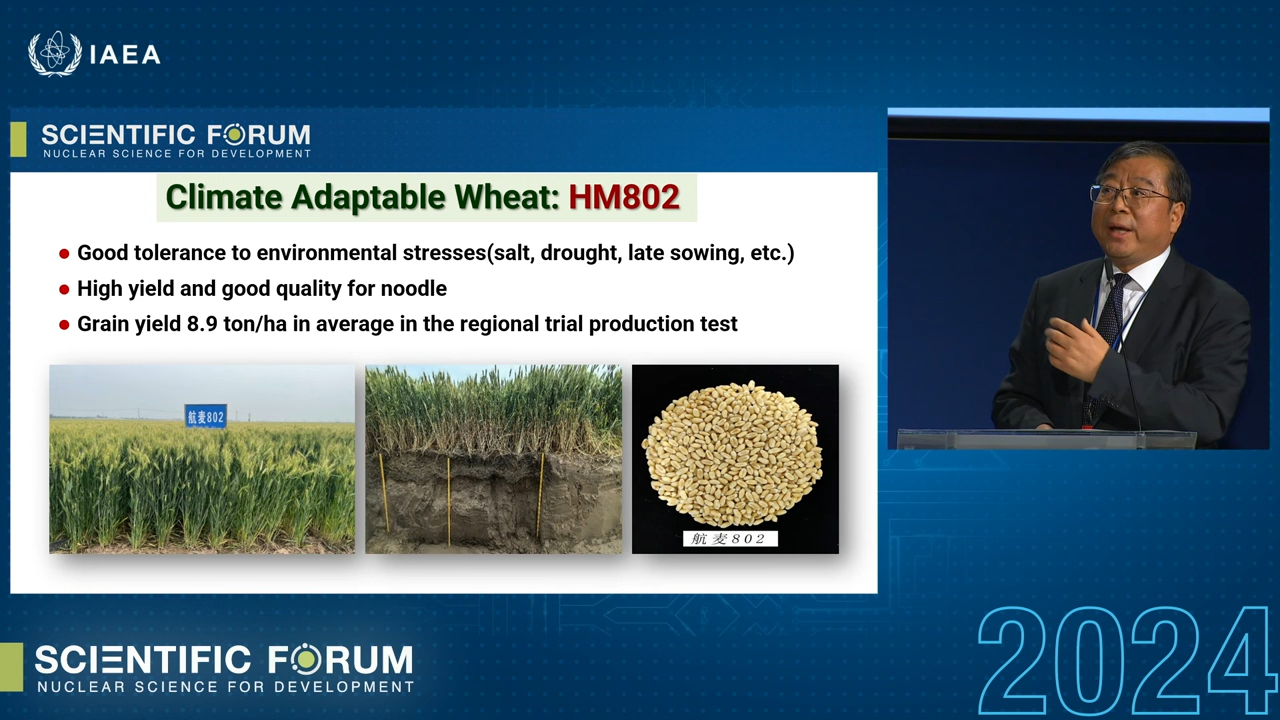 IAEA
SCIENTIFIC FORUM
NUCLEAR SCIENCE FOR DEVELOPMENT
Climate Adaptable Wheat: HM802
● Good tolerance to environmental stresses(salt, drought, late sowing, etc.)
● High yield and good quality for noodle
● Grain yield 8.9 ton/ha in average in the regional trial production test
航麦802
航麦802
SCIENTIFIC FORUM
NUCLEAR SCIENCE FOR DEVELOPMENT
2024